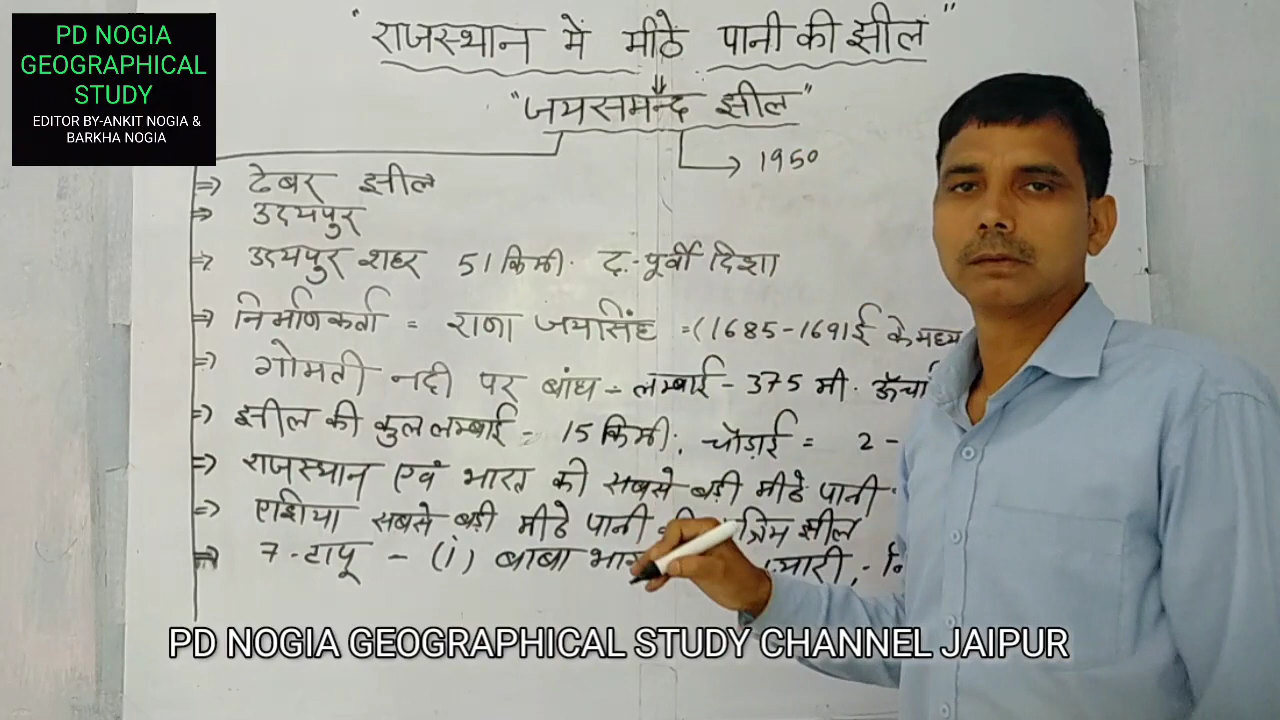 PD NOGIA
GEOGRAPHICAL
STUDY
EDITOR BY-ANKIT NOGIA &
BARKHA NOGIA
"राजस्थान में मीठे पानी की झील"
"जयसमन्द झील"
→ 1950
⇒ ढेबर झील
⇒ उदयपुर
⇒ उदयपुर शहर 51 किमी. द.-पूर्वी दिशा
⇒ निर्माणकर्ता = राणा जयसिंह =(1685-1691ई के मध्य
⇒ गोमती नदी पर बांध - लम्बाई - 375 मी.
⇒ झील की कुल लम्बाई - 15 किमी. चौड़ाई = 2 -
⇒ राजस्थान एवं भारत की सबसे बड़ी मीठे पानी
⇒ एशिया सबसे बड़ी मीठे पानी झील
⇒ 7 - टापू - (i) बाबा
PD NOGIA GEOGRAPHICAL STUDY CHANNEL JAIPUR